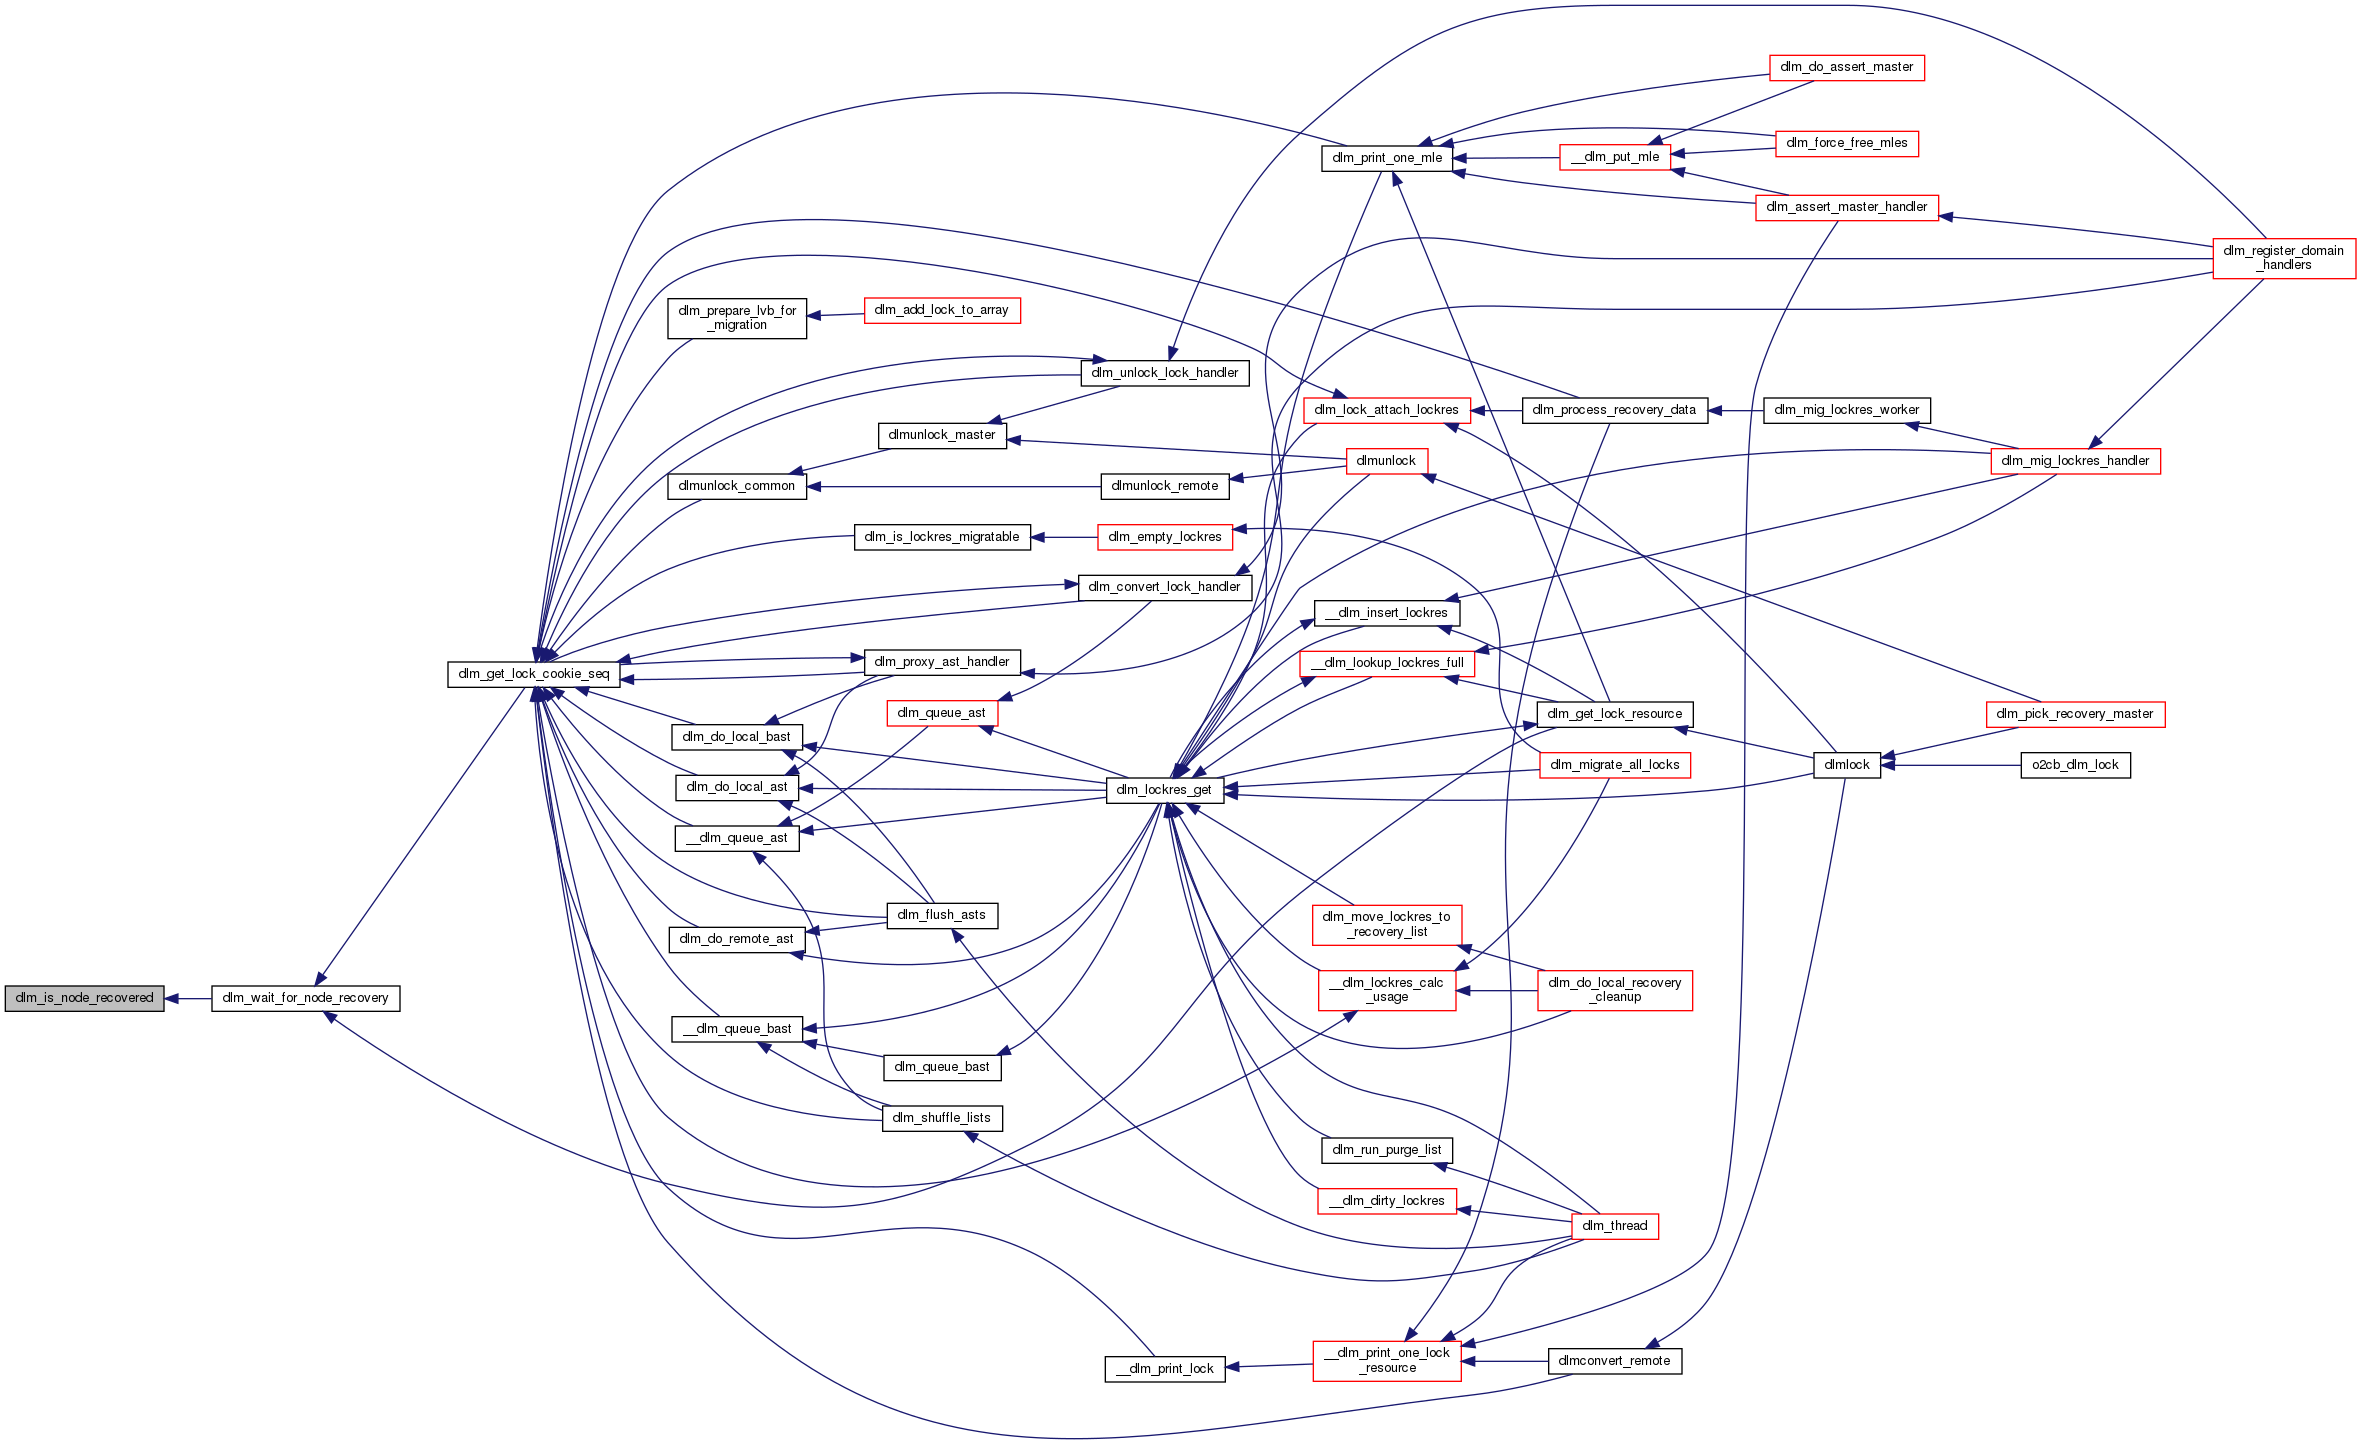 dlm_do_assert_master
dlm_force_free_mles
dlm_print_one_mle
__dlm_put_mle
dlm_assert_master_handler
dlm_register_domain
_handlers
dlm_prepare_lvb_for
_migration
dlm_add_lock_to_array
dlm_unlock_lock_handler
dlm_lock_attach_lockres
dlm_process_recovery_data
dlm_mig_lockres_worker
dlmunlock_master
dlmunlock
dlm_mig_lockres_handler
dlmunlock_common
dlmunlock_remote
dlm_is_lockres_migratable
dlm_empty_lockres
dlm_convert_lock_handler
__dlm_insert_lockres
dlm_get_lock_cookie_seq
dlm_proxy_ast_handler
__dlm_lookup_lockres_full
dlm_queue_ast
dlm_get_lock_resource
dlm_pick_recovery_master
dlm_do_local_bast
dlm_migrate_all_locks
dlmlock
o2cb_dlm_lock
dlm_do_local_ast
dlm_lockres_get
__dlm_queue_ast
dlm_flush_asts
dlm_move_lockres_to
_recovery_list
dlm_do_remote_ast
dlm_is_node_recovered
dlm_wait_for_node_recovery
__dlm_lockres_calc
_usage
dlm_do_local_recovery
_cleanup
__dlm_queue_bast
dlm_queue_bast
dlm_shuffle_lists
dlm_run_purge_list
__dlm_dirty_lockres
dlm_thread
__dlm_print_lock
__dlm_print_one_lock
_resource
dlmconvert_remote